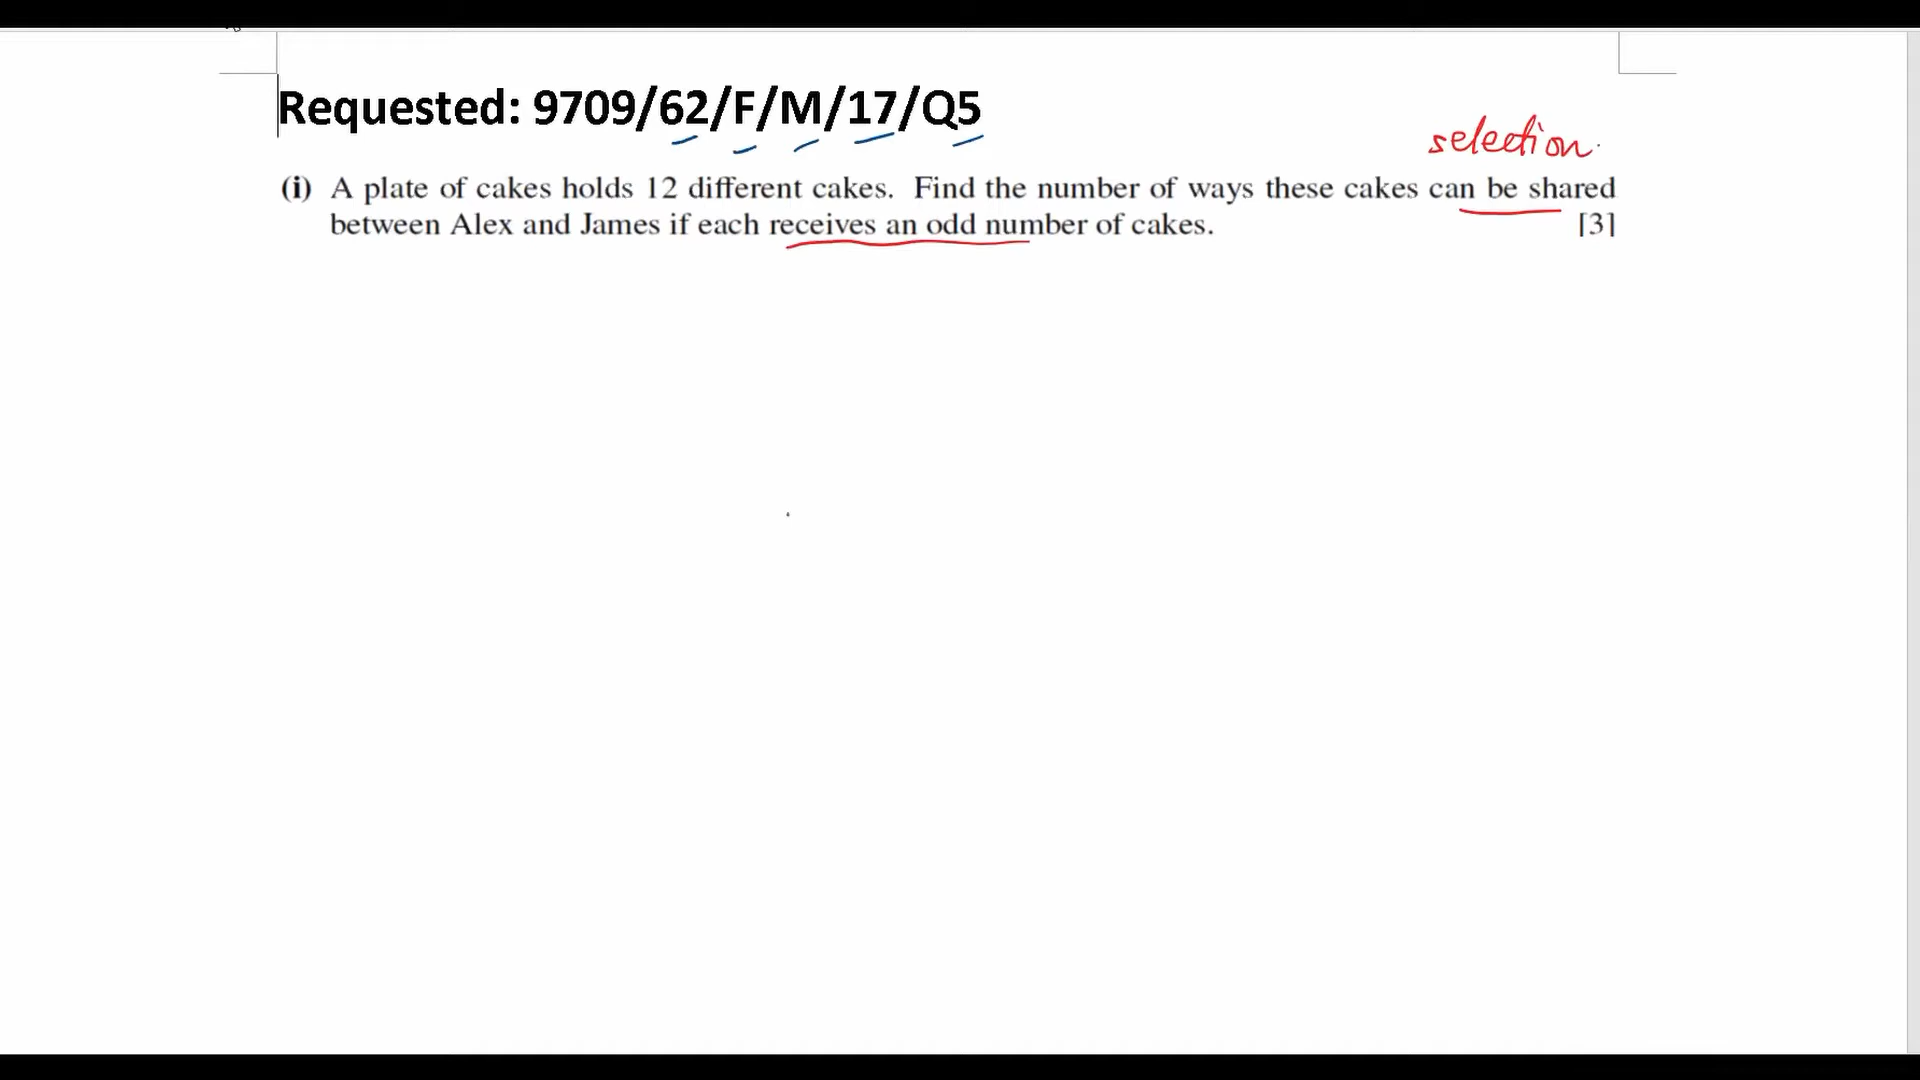 Requested: 9709/62/F/M/17/Q5
selection.
(i) A plate of cakes holds 12 different cakes. Find the number of ways these cakes can be shared
between Alex and James if each receives an odd number of cakes. [3]